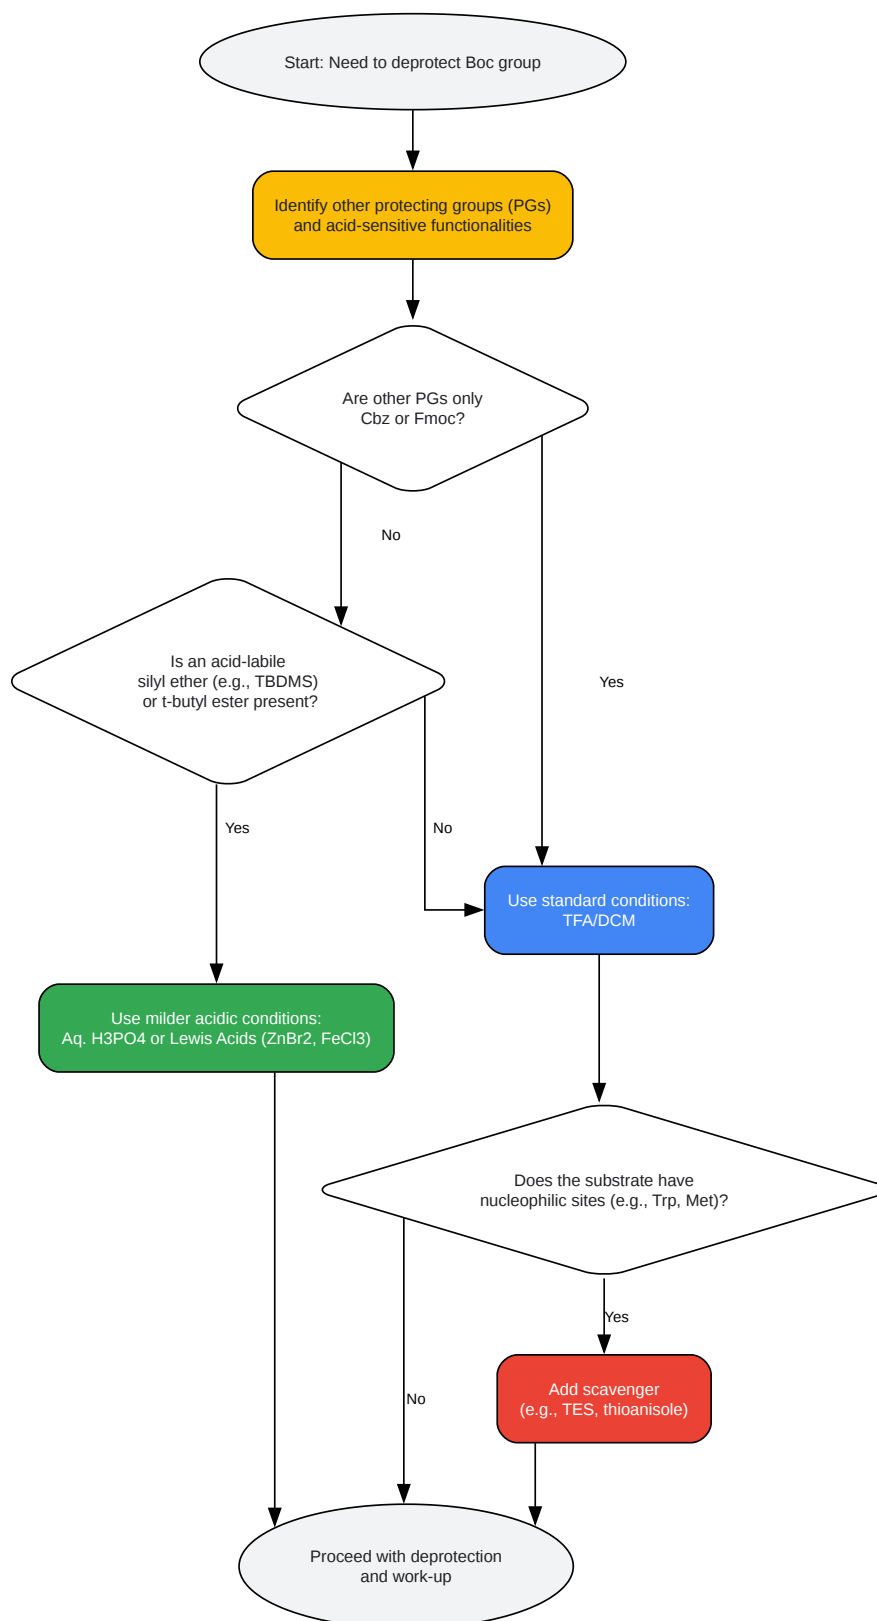 Start: Need to deprotect Boc group
Identify other protecting groups (PGs)
and acid-sensitive functionalities
Are other PGs only
Cbz or Fmoc?
No
Is an acid-labile
silyl ether (e.g., TBDMS)
or t-butyl ester present?
Yes
Yes
No
Use standard conditions:
TFA/DCM
Use milder acidic conditions:
Aq. H3PO4 or Lewis Acids (ZnBr2, FeCl3)
Does the substrate have
nucleophilic sites (e.g., Trp, Met)?
Yes
Add scavenger
(e.g., TES, thioanisole)
No
Proceed with deprotection
and work-up